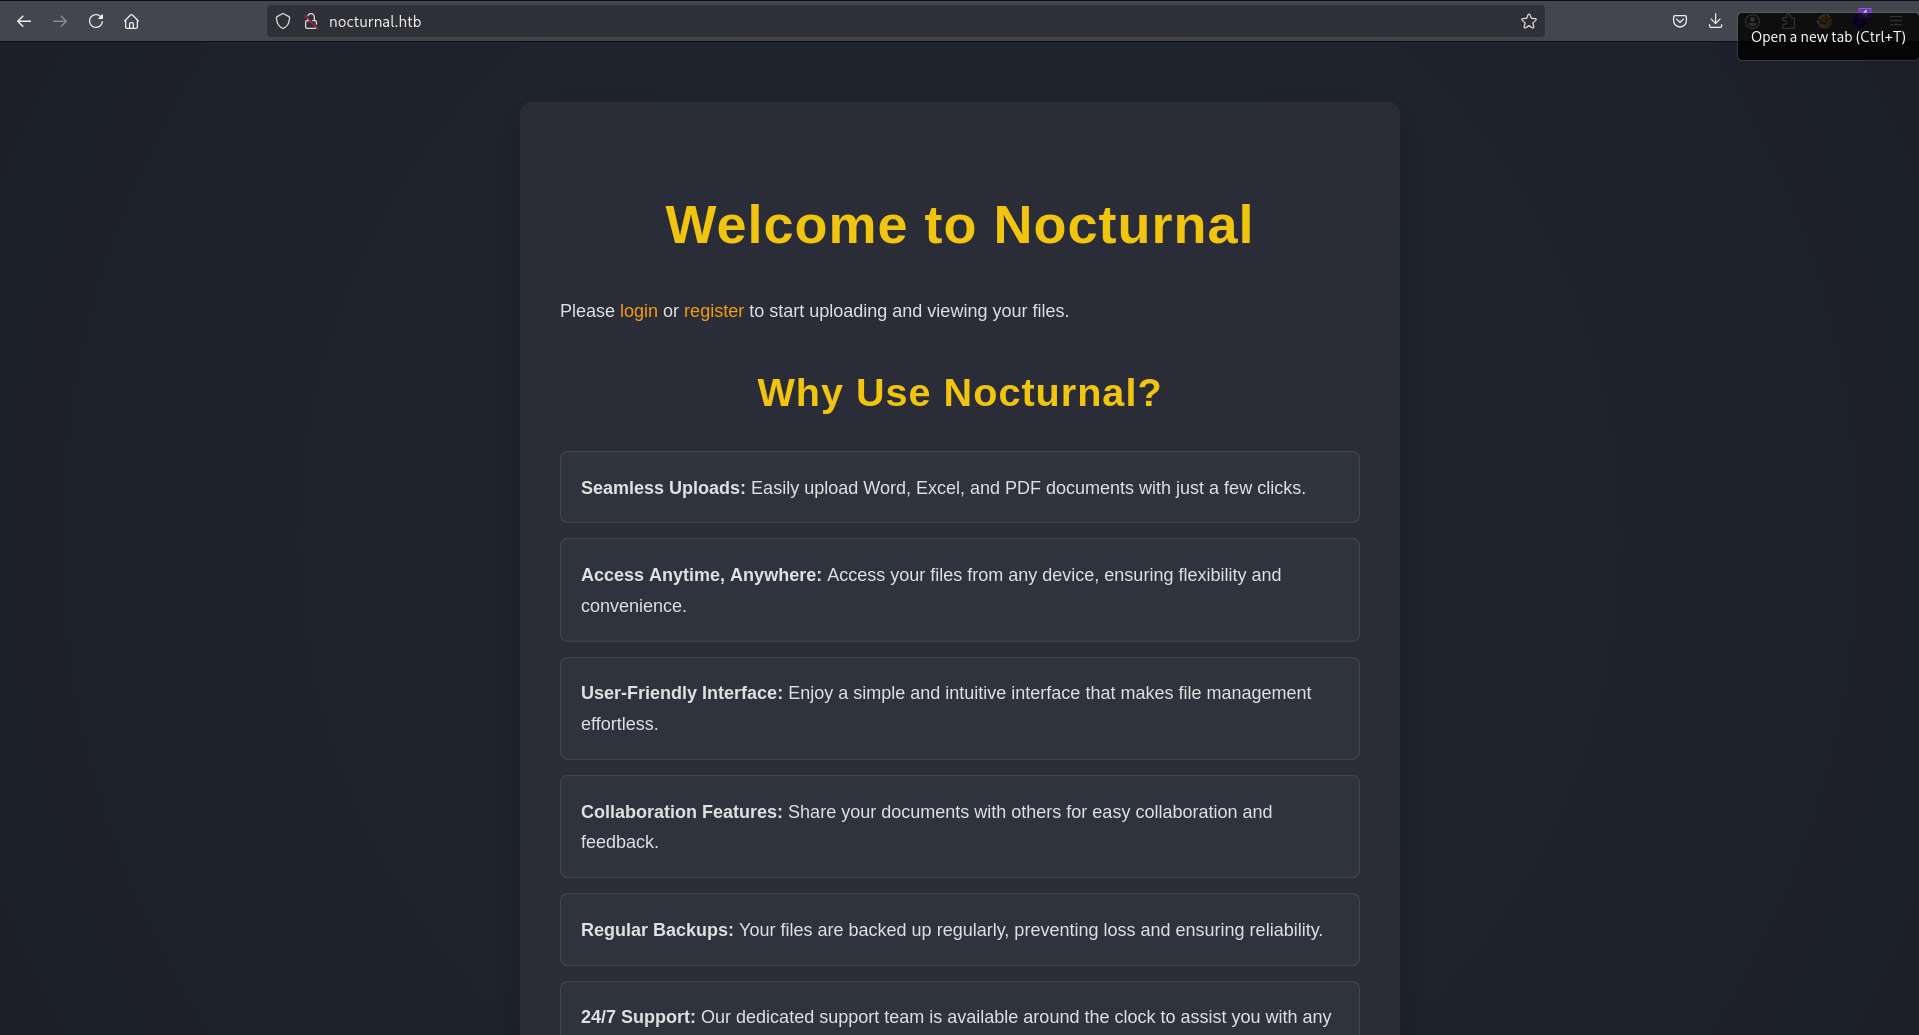 nocturnal.htb
Open a new tab (Ctrl+T)
Welcome to Nocturnal
Please login or register to start uploading and viewing your files.
Why Use Nocturnal?
Seamless Uploads: Easily upload Word, Excel, and PDF documents with just a few clicks.
Access Anytime, Anywhere: Access your files from any device, ensuring flexibility and
convenience.
User-Friendly Interface: Enjoy a simple and intuitive interface that makes file management
effortless.
Collaboration Features: Share your documents with others for easy collaboration and
feedback.
Regular Backups: Your files are backed up regularly, preventing loss and ensuring reliability.
24/7 Support: Our dedicated support team is available around the clock to assist you with any